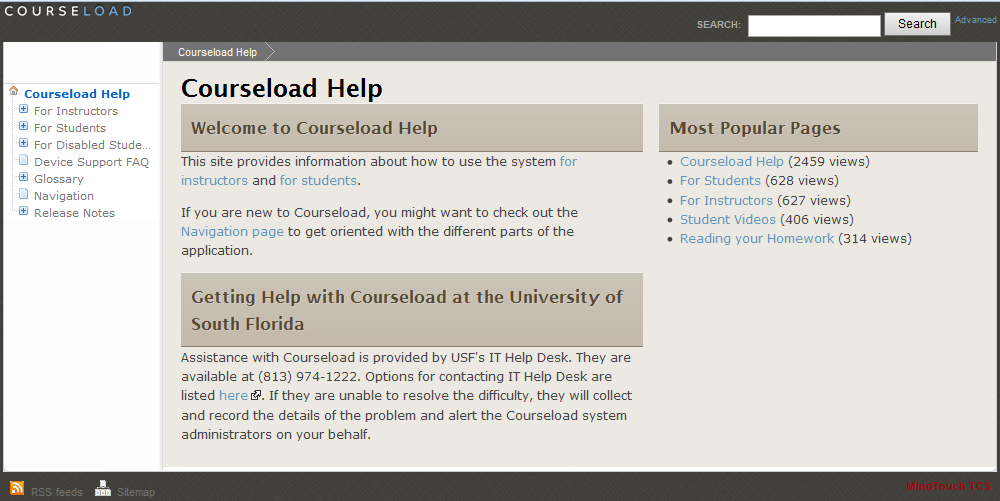 COURSELOAD
SEARCH:
Search
Advanced
Courseload Help
Courseload Help
For Instructors
For Students
For Disabled Stude...
Device Support FAQ
Glossary
Navigation
Release Notes
Courseload Help
Welcome to Courseload Help
This site provides information about how to use the system for
instructors and for students.
If you are new to Courseload, you might want to check out the
Navigation page to get oriented with the different parts of the
application.
Getting Help with Courseload at the University of
South Florida
Assistance with Courseload is provided by USF's IT Help Desk. They are
available at (813) 974-1222. Options for contacting IT Help Desk are
listed here. If they are unable to resolve the difficulty, they will collect
and record the details of the problem and alert the Courseload system
administrators on your behalf.
Most Popular Pages
• Courseload Help (2459 views)
• For Students (628 views)
• For Instructors (627 views)
• Student Videos (406 views)
• Reading your Homework (314 views)
RSS feeds
Sitemap
MindTouch TCS